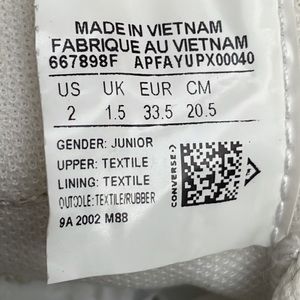 MADE IN VIETNAM
FABRIQUE AU VIETNAM
667898F APFAYUPX00040
US UK EUR CM
2 1.5 33.5 20.5
GENDER: JUNIOR
UPPER: TEXTILE
LINING: TEXTILE
OUTSOLE: TEXTILE/RUBBER
9A 2002 M88
CONVERSE